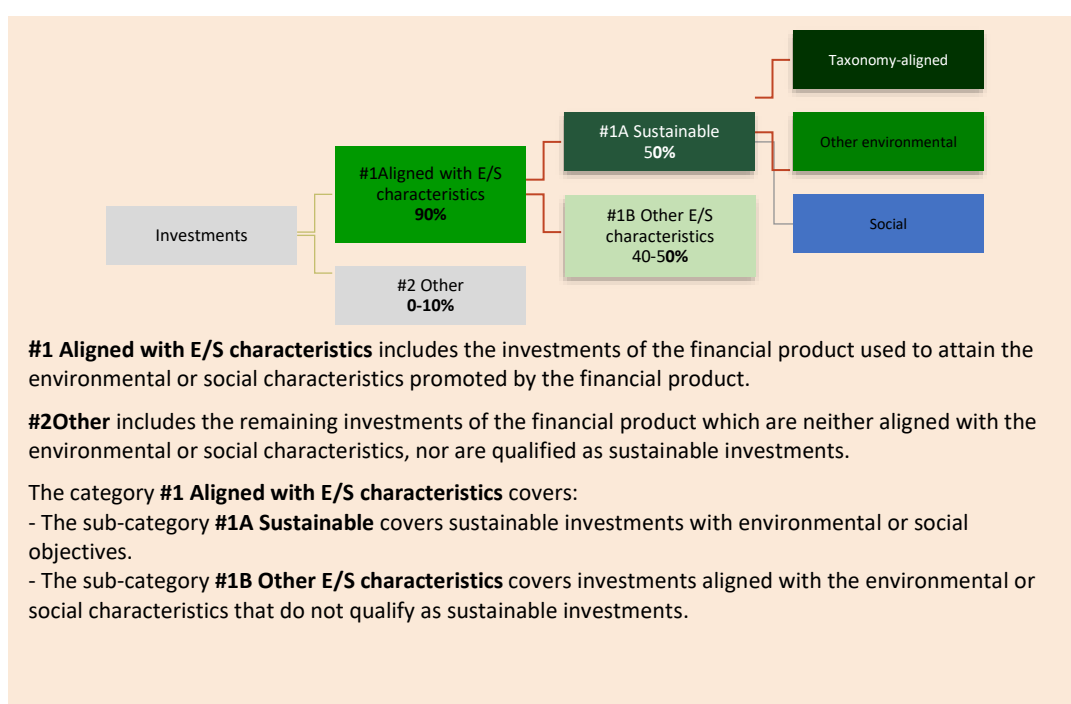 Taxonomy-aligned
#1A Sustainable
50%
Other environmental
#1Aligned with E/S
characteristics
90%
#1B Other E/S
characteristics
40-50%
Social
Investments
#2 Other
0-10%
#1 Aligned with E/S characteristics includes the investments of the financial product used to attain the
environmental or social characteristics promoted by the financial product.
#2Other includes the remaining investments of the financial product which are neither aligned with the
environmental or social characteristics, nor are qualified as sustainable investments.
The category #1 Aligned with E/S characteristics covers:
- The sub-category #1A Sustainable covers sustainable investments with environmental or social
objectives.
- The sub-category #1B Other E/S characteristics covers investments aligned with the environmental or
social characteristics that do not qualify as sustainable investments.